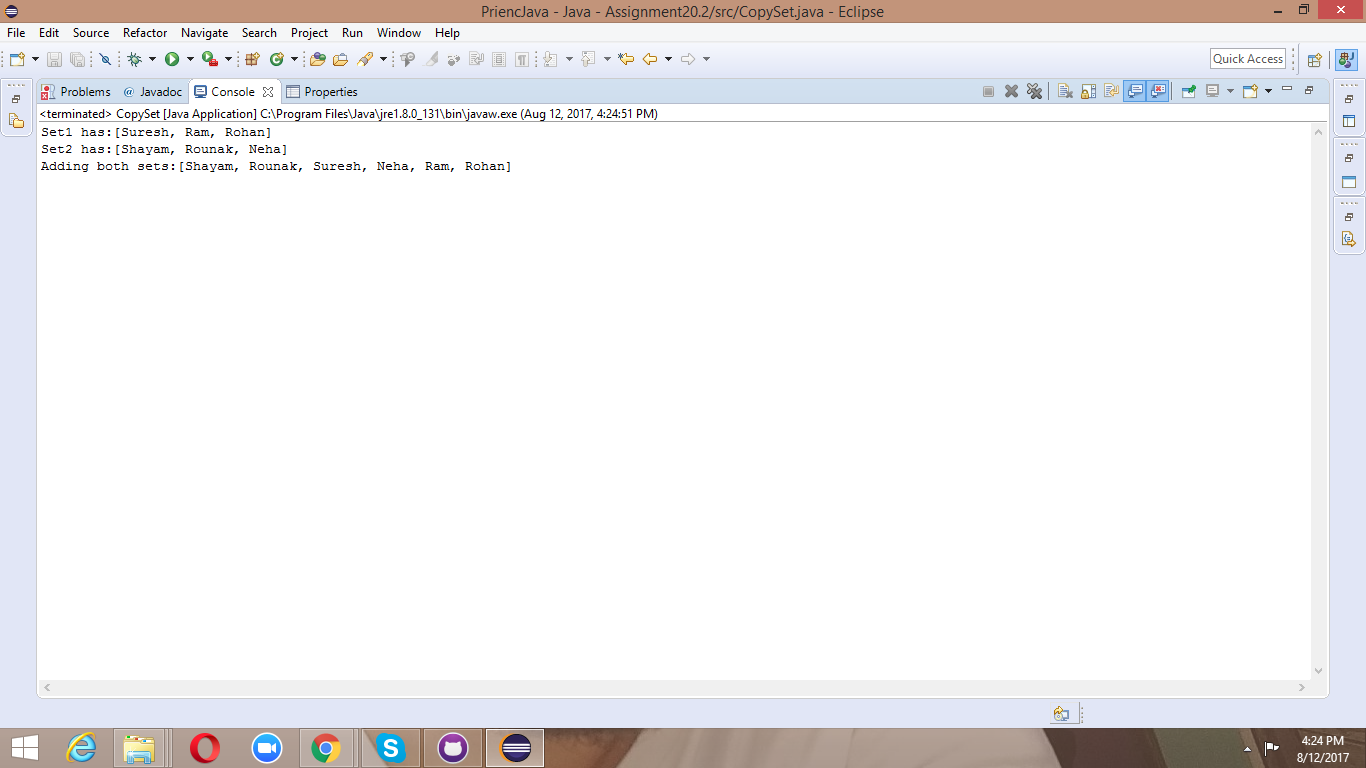 PriencJava - Java - Assignment20.2/src/CopySet.java - Eclipse
File Edit Source Refactor Navigate Search Project Run Window Help
Quick Access
Problems @ Javadoc Console Properties
<terminated> CopySet [Java Application] C:\Program Files\Java\jre1.8.0_131\bin\javaw.exe (Aug 12, 2017, 4:24:51 PM)
Set1 has:[Suresh, Ram, Rohan]
Set2 has:[Shayam, Rounak, Neha]
Adding both sets:[Shayam, Rounak, Suresh, Neha, Ram, Rohan]
4:24 PM
8/12/2017